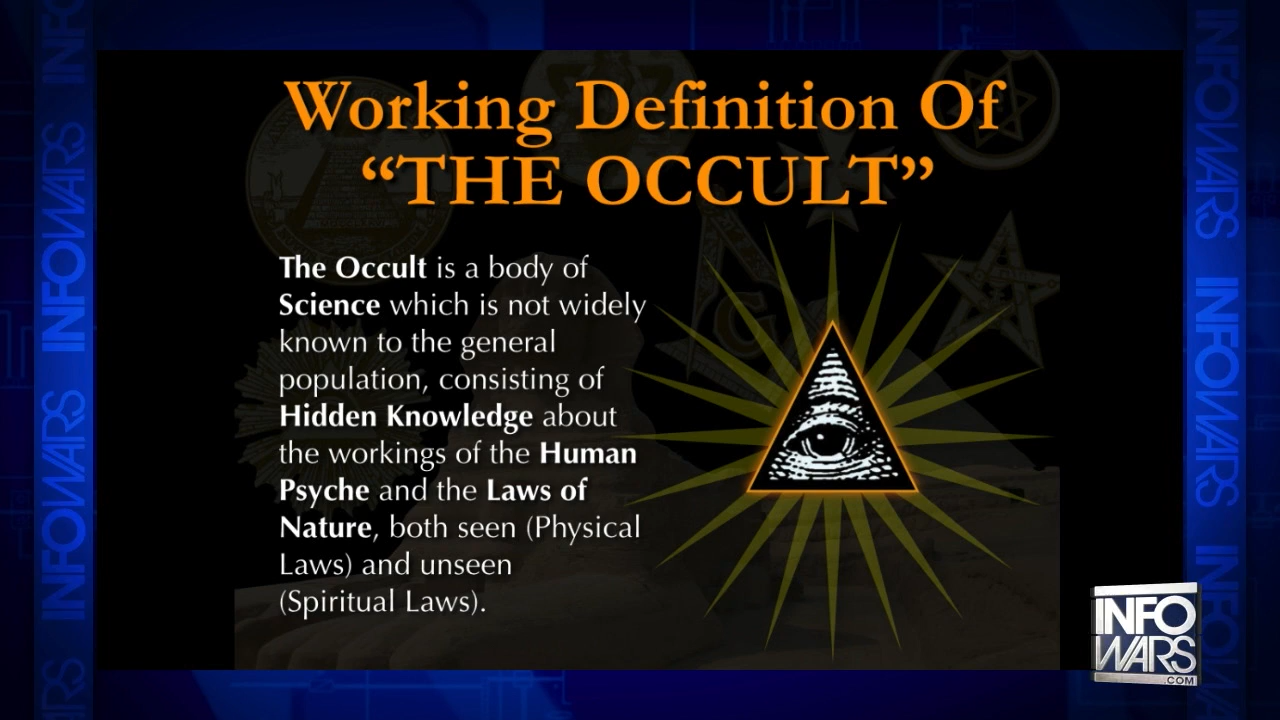 Working Definition Of
“THE OCCULT”
The Occult is a body of
Science which is not widely
known to the general
population, consisting of
Hidden Knowledge about
the workings of the Human
Psyche and the Laws of
Nature, both seen (Physical
Laws) and unseen
(Spiritual Laws).
G
INFOWARS
INFOWARS
INFOWARS
INFOWARS
INFO
WARS
.COM